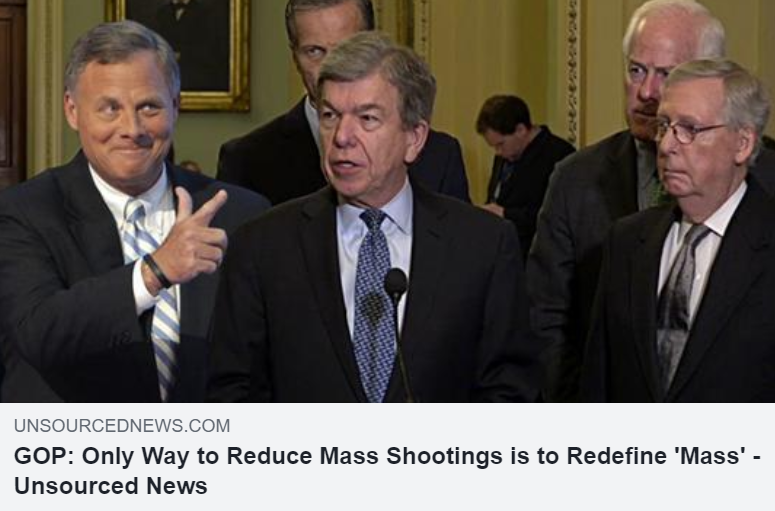 UNSOURCEDNEWS.COM
GOP: Only Way to Reduce Mass Shootings is to Redefine 'Mass' -
Unsourced News